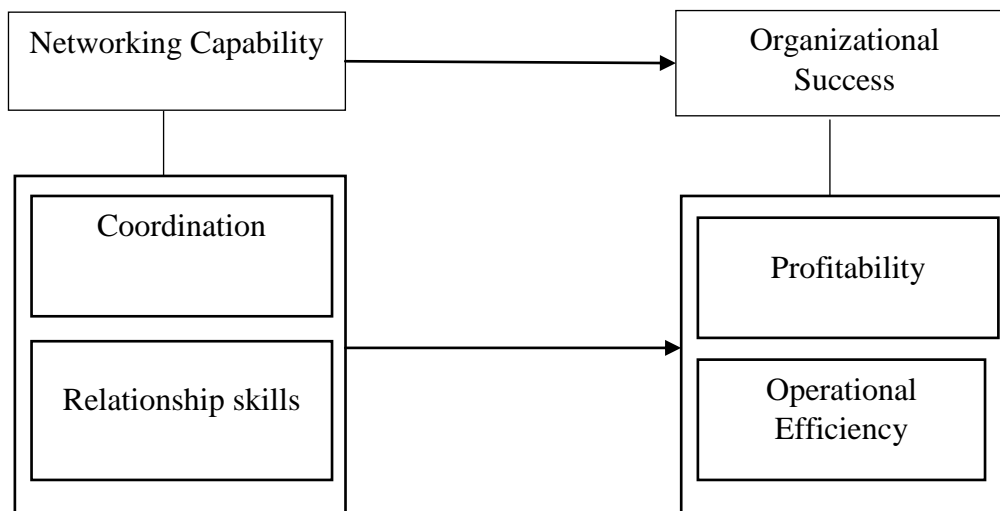 Networking Capability
Organizational
Success
Coordination
Relationship skills
Profitability
Operational
Efficiency